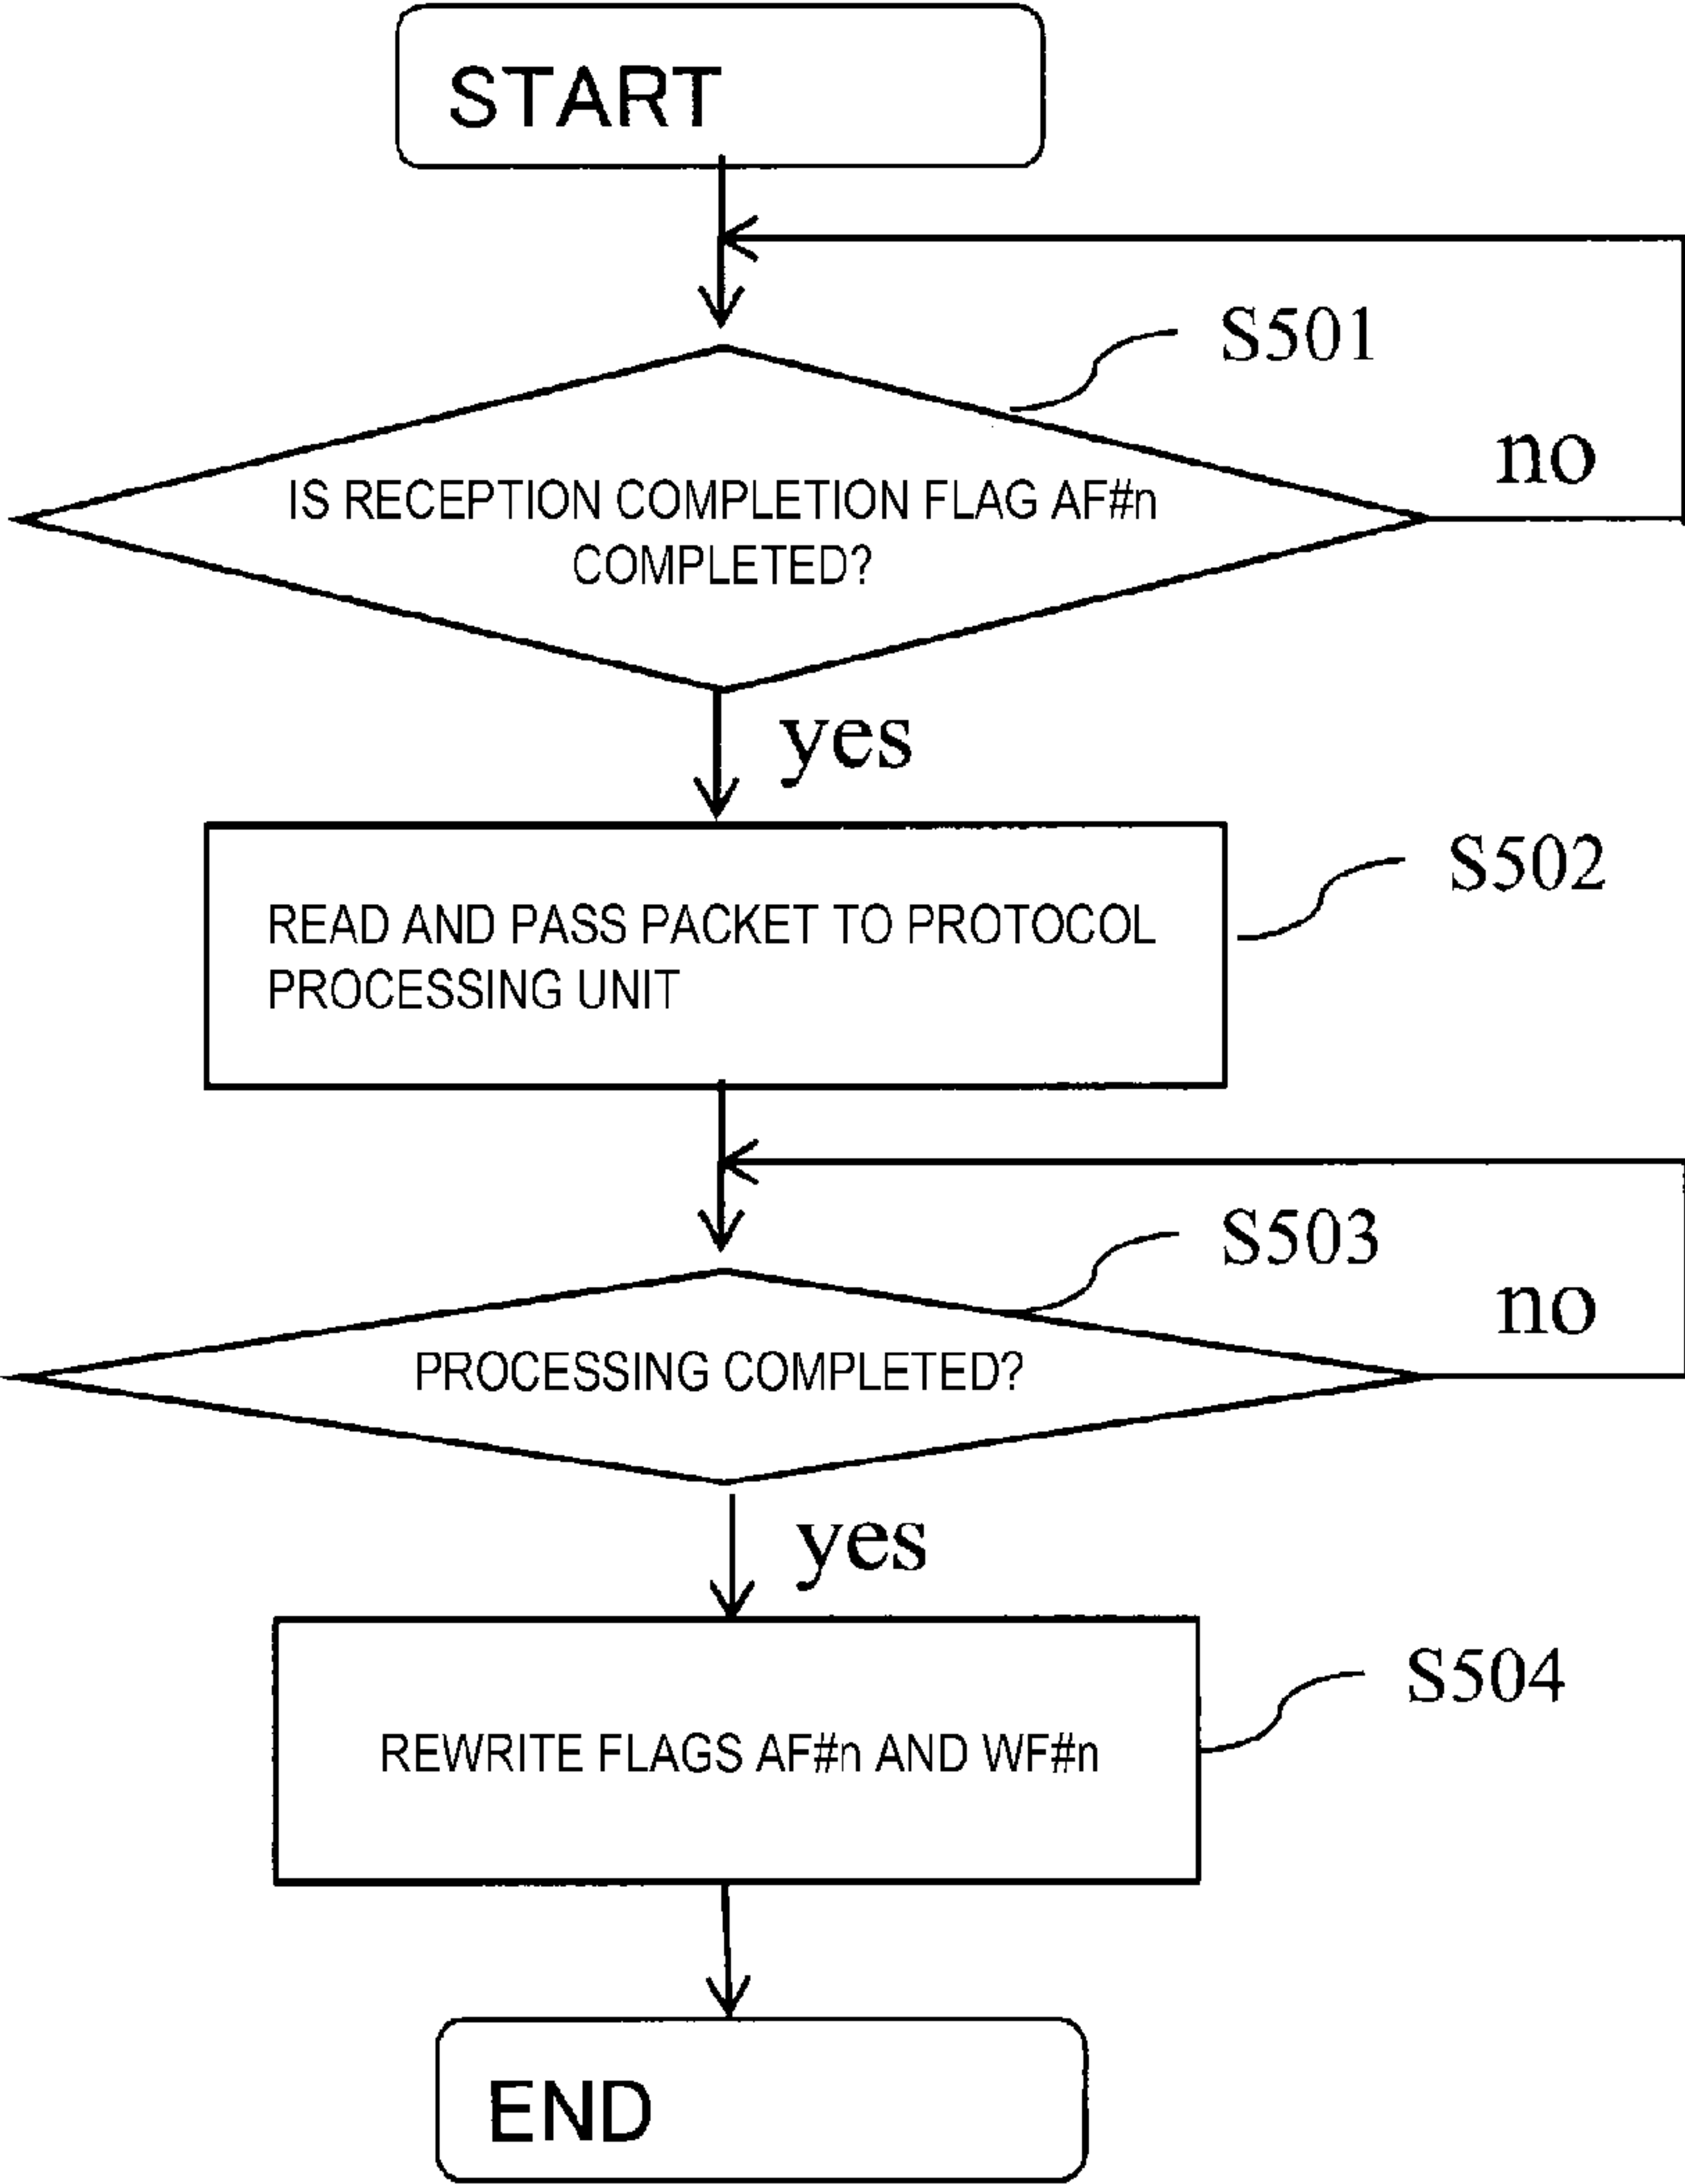 START
S501
no
IS RECEPTION COMPLETION FLAG AF#n
COMPLETED?
yes
S502
READ AND PASS PACKET TO PROTOCOL
PROCESSING UNIT
S503
no
PROCESSING COMPLETED?
yes
S504
REWRITE FLAGS AF#n AND WF#n
END